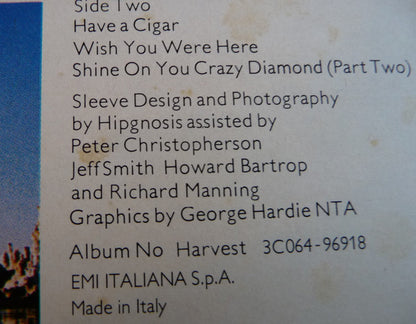 Side Two
Have a Cigar
Wish You Were Here
Shine On You Crazy Diamond (Part Two)
Sleeve Design and Photography
by Hipgnosis assisted by
Peter Christopherson
Jeff Smith Howard Bartrop
and Richard Manning
Graphics by George Hardie NTA
Album No Harvest 3C064-96918
EMI ITALIANA S.p.A.
Made in Italy